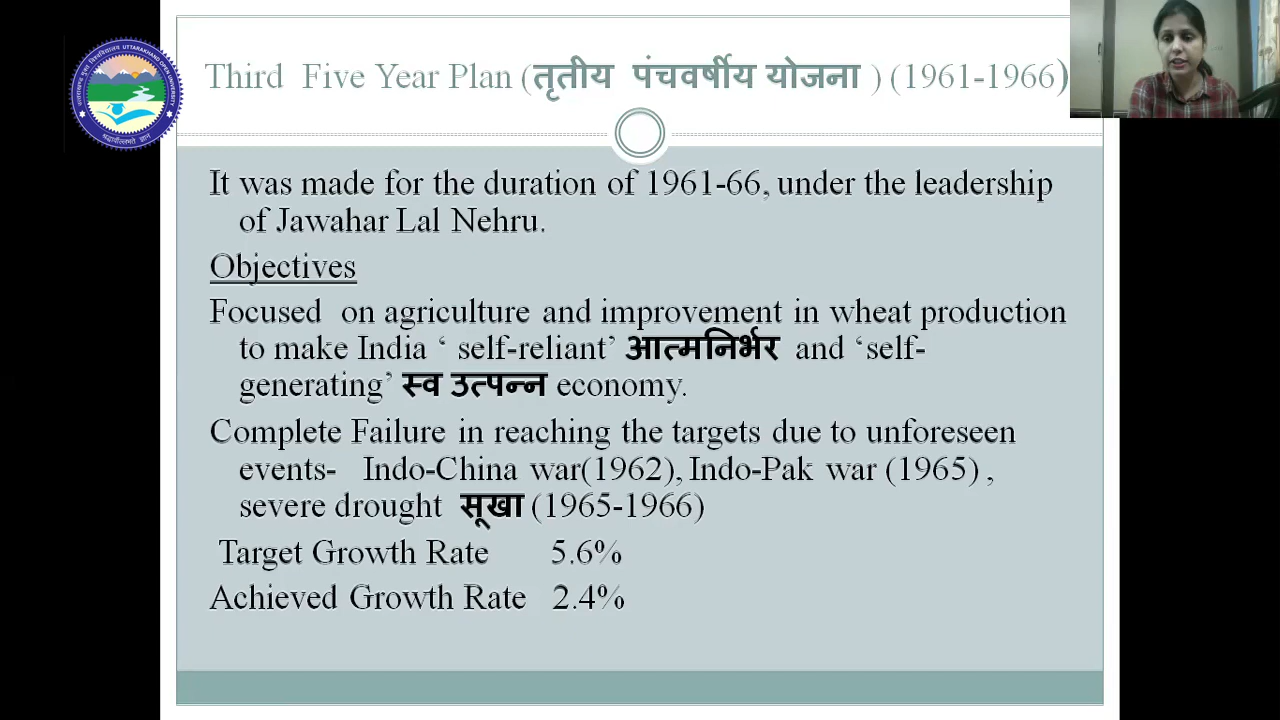 Third Five Year Plan (तृतीय पंचवर्षीय योजना ) (1961-1966)
It was made for the duration of 1961-66, under the leadership
of Jawahar Lal Nehru.
Objectives
Focused on agriculture and improvement in wheat production
to make India ‘ self-reliant’ आत्मनिर्भर and ‘self-
generating’ स्व उत्पन्न economy.
Complete Failure in reaching the targets due to unforeseen
events- Indo-China war(1962), Indo-Pak war (1965) ,
severe drought सूखा (1965-1966)
Target Growth Rate 5.6%
Achieved Growth Rate 2.4%
UTTARAKHAND OPEN UNIVERSITY